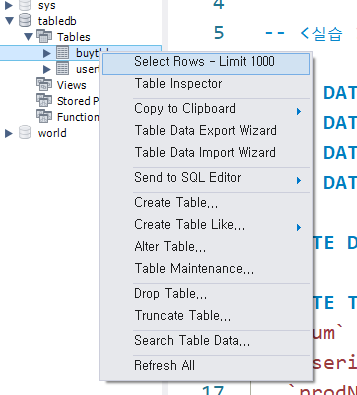 sys
tabledb
Tables
buyt
user
Views
Stored P
Function
world
Select Rows - Limit 1000
Table Inspector
Copy to Clipboard
Table Data Export Wizard
Table Data Import Wizard
Send to SQL Editor
Create Table...
Create Table Like...
Alter Table...
Table Maintenance...
Drop Table...
Truncate Table...
Search Table Data...
Refresh All
4
5 -- <실습
DAT
DAT
DAT
DAT
TE D
TE T
um`
seri
17 `prodN